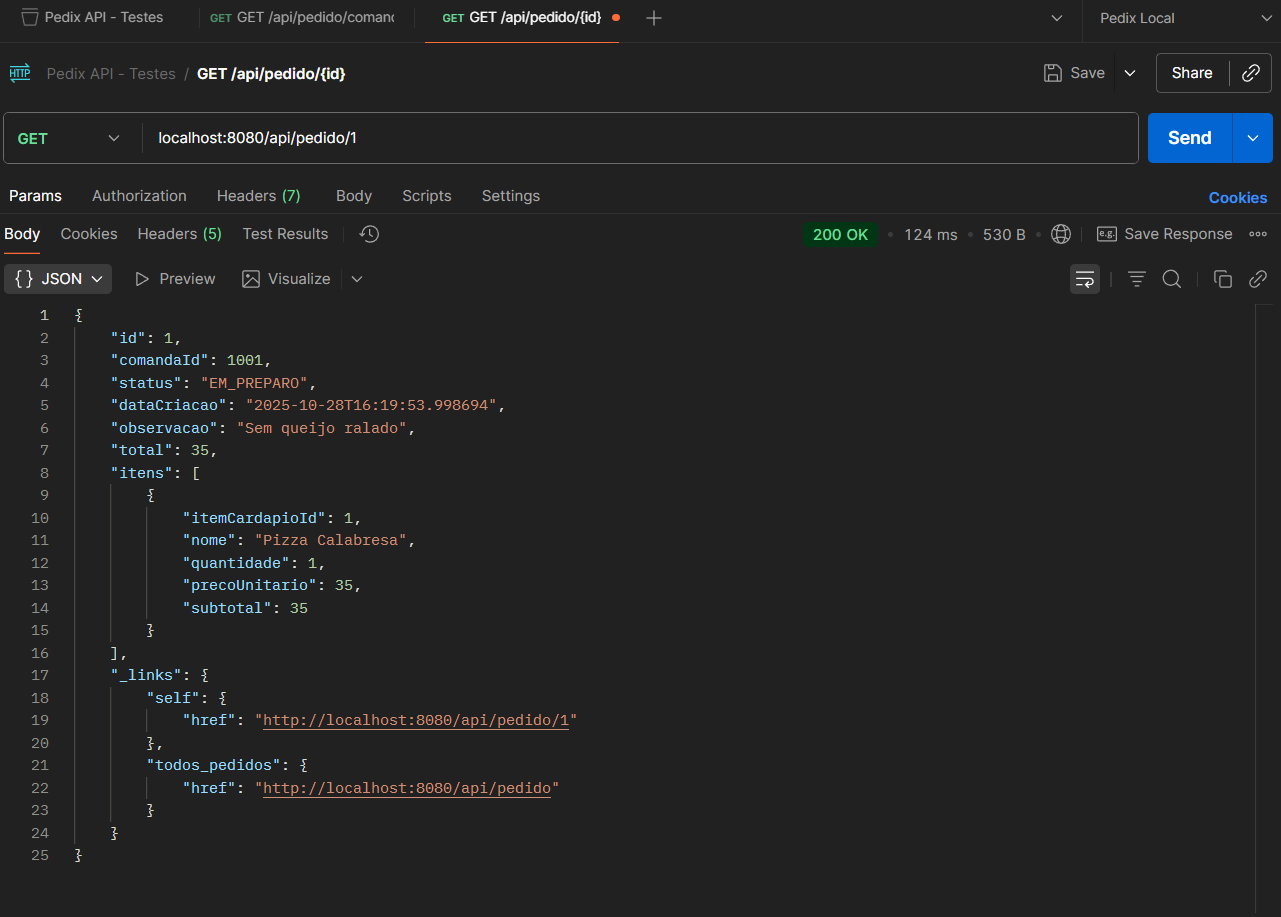 Pedix API - Testes GET GET /api/pedido/comand GET GET /api/pedido/{id} Pedix Local
HTTP Pedix API - Testes / GET /api/pedido/{id} Save Share
GET localhost:8080/api/pedido/1 Send
Params Authorization Headers (7) Body Scripts Settings Cookies
Body Cookies Headers (5) Test Results 200 OK • 124 ms • 530 B • e.g. Save Response
{} JSON Preview Visualize
1 {
2 "id": 1,
3 "comandaId": 1001,
4 "status": "EM_PREPARO",
5 "dataCriacao": "2025-10-28T16:19:53.998694",
6 "observacao": "Sem queijo ralado",
7 "total": 35,
8 "itens": [
9 {
10 "itemCardapioId": 1,
11 "nome": "Pizza Calabresa",
12 "quantidade": 1,
13 "precoUnitario": 35,
14 "subtotal": 35
15 }
16 ],
17 "_links": {
18 "self": {
19 "href": "http://localhost:8080/api/pedido/1"
20 },
21 "todos_pedidos": {
22 "href": "http://localhost:8080/api/pedido"
23 }
24 }
25 }